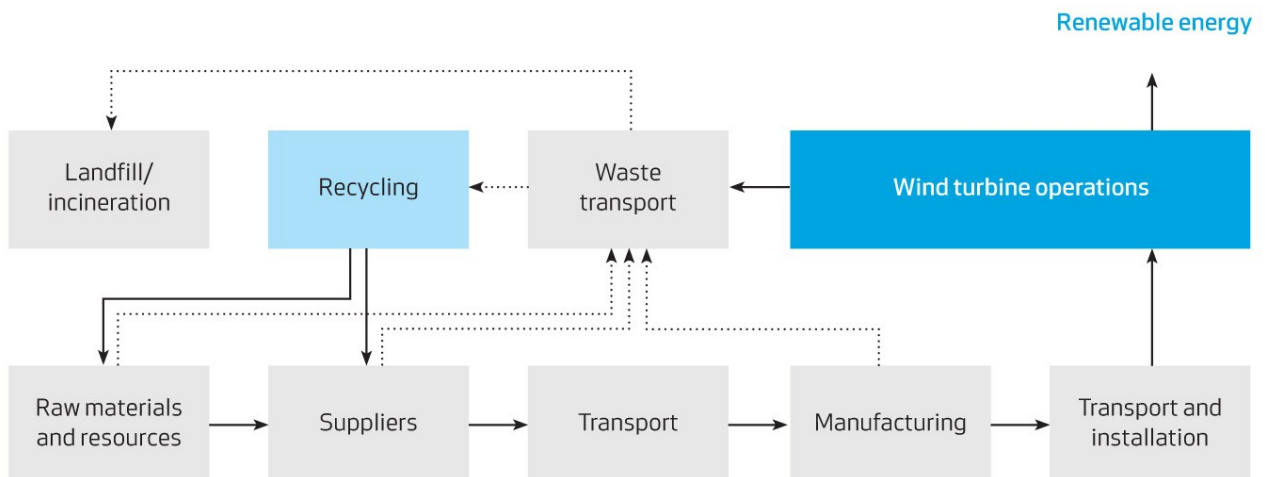 Renewable energy
Landfill/
incineration
Recycling
Waste
transport
Wind turbine operations
Raw materials
and resources
Suppliers
Transport
Manufacturing
Transport and
installation